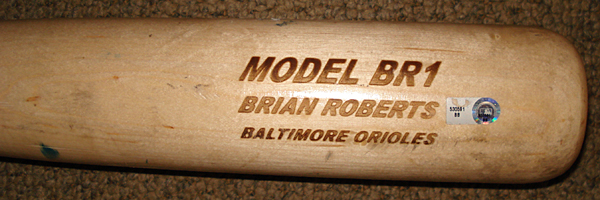 MODEL BR1
BRIAN ROBERTS
BALTIMORE ORIOLES